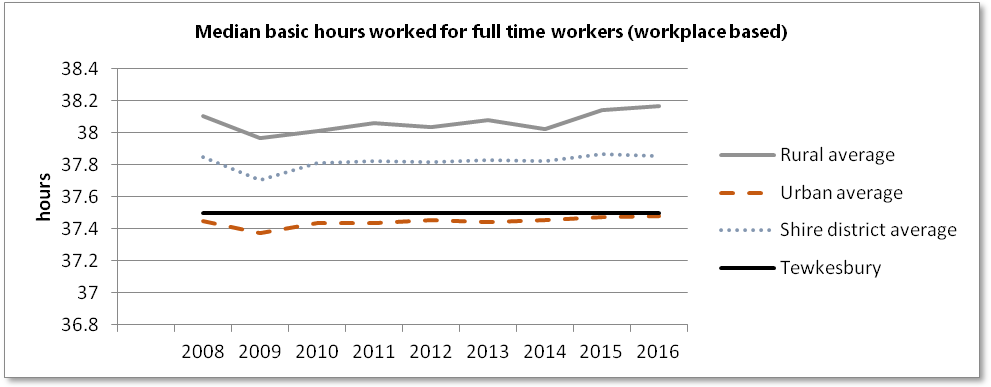 Median basic hours worked for full time workers (workplace based)
38.4
38.2
38
37.8
37.6
37.4
37.2
37
36.8
hours
2008 2009 2010 2011 2012 2013 2014 2015 2016
Rural average
Urban average
Shire district average
Tewkesbury